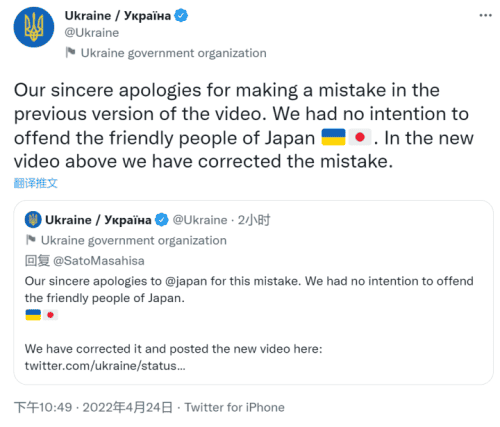 Ukraine / Україна
@Ukraine
Ukraine government organization
Our sincere apologies for making a mistake in the
previous version of the video. We had no intention to
offend the friendly people of Japan 🇺🇦🇯🇵. In the new
video above we have corrected the mistake.
翻译推文
Ukraine / Україна @Ukraine · 2小时
Ukraine government organization
回复 @SatoMasahisa
Our sincere apologies to @japan for this mistake. We had no intention to offend
the friendly people of Japan.
🇺🇦🇯🇵
We have corrected it and posted the new video here:
twitter.com/ukraine/status…
下午10:49 · 2022年4月24日 · Twitter for iPhone